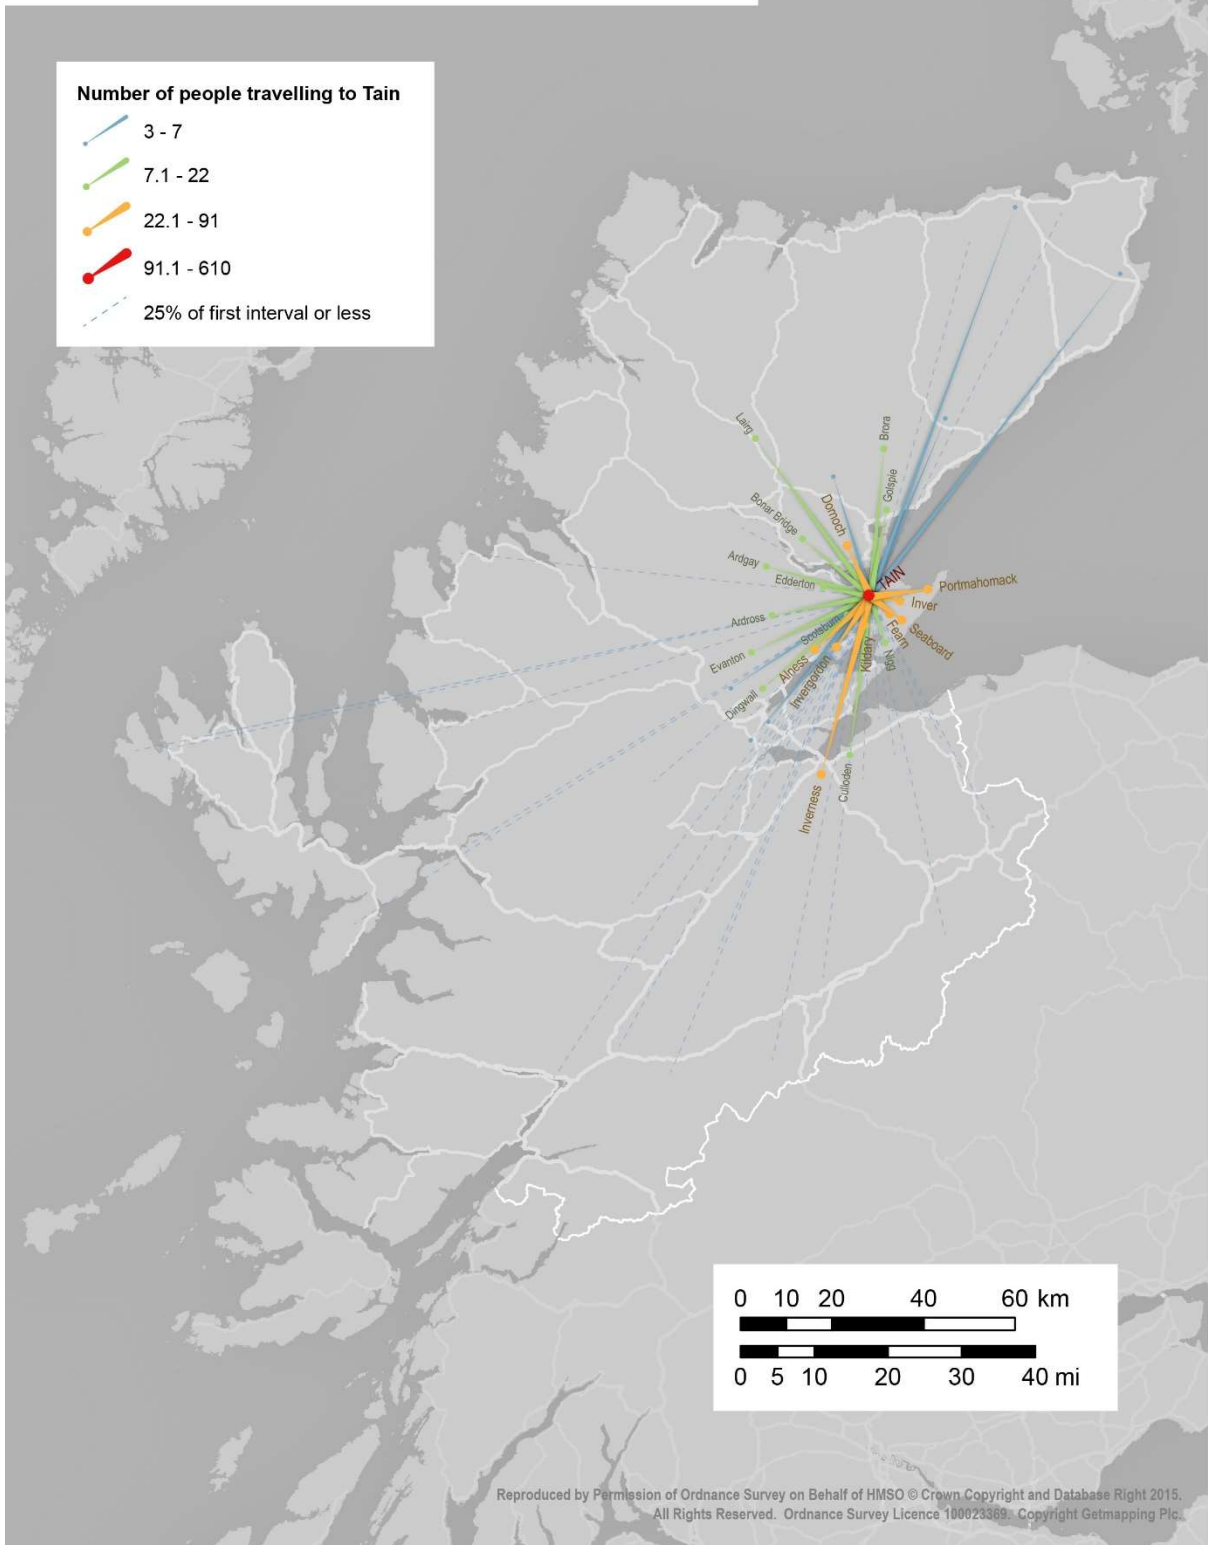 Number of people travelling to Tain
3 - 7
7.1 - 22
22.1 - 91
91.1 - 610
25% of first interval or less
Lairg
Brora
Golspie
Dornoch
Bonar Bridge
Ardgay
Edderton
TAIN
Portmahomack
Inver
Ardross
Scotsburn
Fearn
Seaboard
Evanton
Alness
Invergordon
Kildary
Nigg
Dingwall
Inverness
Culloden
0 10 20 40 60 km
0 5 10 20 30 40 mi
Reproduced by Permission of Ordnance Survey on Behalf of HMSO © Crown Copyright and Database Right 2015.
All Rights Reserved. Ordnance Survey Licence 100023369. Copyright Getmapping Plc.